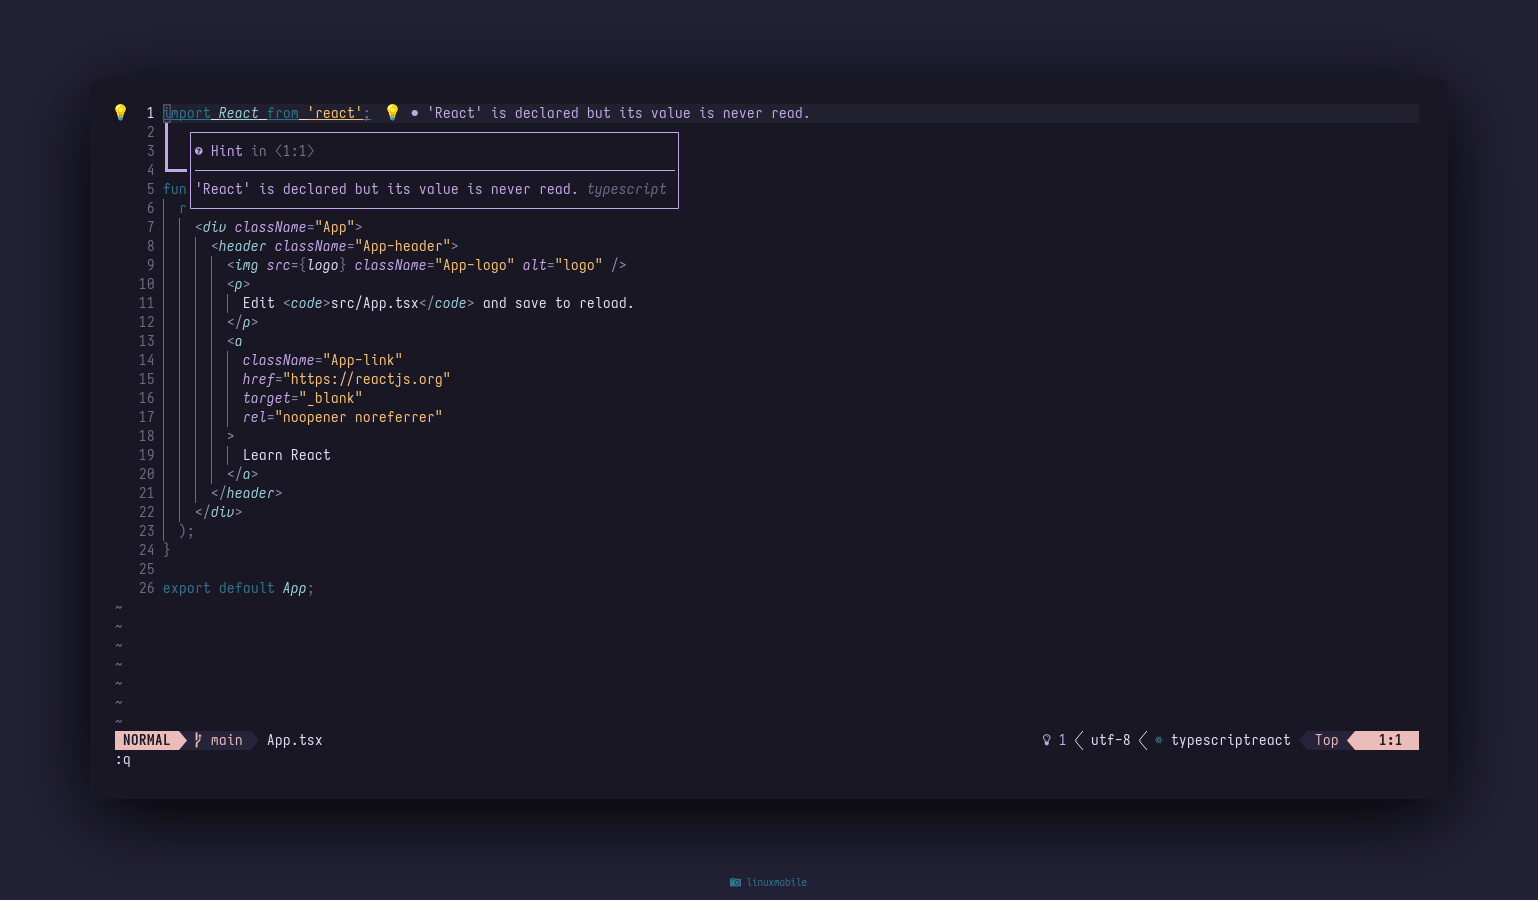 1 import React from 'react'; 💡 ● 'React' is declared but its value is never read.
2
3 Hint in 〈1:1〉
4
5 fun 'React' is declared but its value is never read. typescript
6 r
7 <div className="App">
8 <header className="App-header">
9 <img src={logo} className="App-logo" alt="logo" />
10 <p>
11 Edit <code>src/App.tsx</code> and save to reload.
12 </p>
13 <a
14 className="App-link"
15 href="https://reactjs.org"
16 target="_blank"
17 rel="noopener noreferrer"
18 >
19 Learn React
20 </a>
21 </header>
22 </div>
23 );
24 }
25
26 export default App;
~
~
~
~
~
~
~
NORMAL main App.tsx 1 utf-8 typescriptreact Top 1:1
:q
linuxmobile